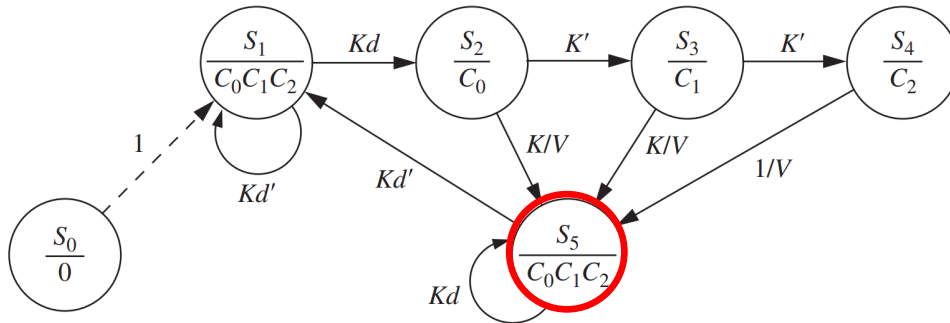 S₁
C₀C₁C₂
Kd
S₂
C₀
K′
S₃
C₁
K′
S₄
C₂
1
Kd′
Kd′
K/V
K/V
1/V
S₀
0
S₅
C₀C₁C₂
Kd